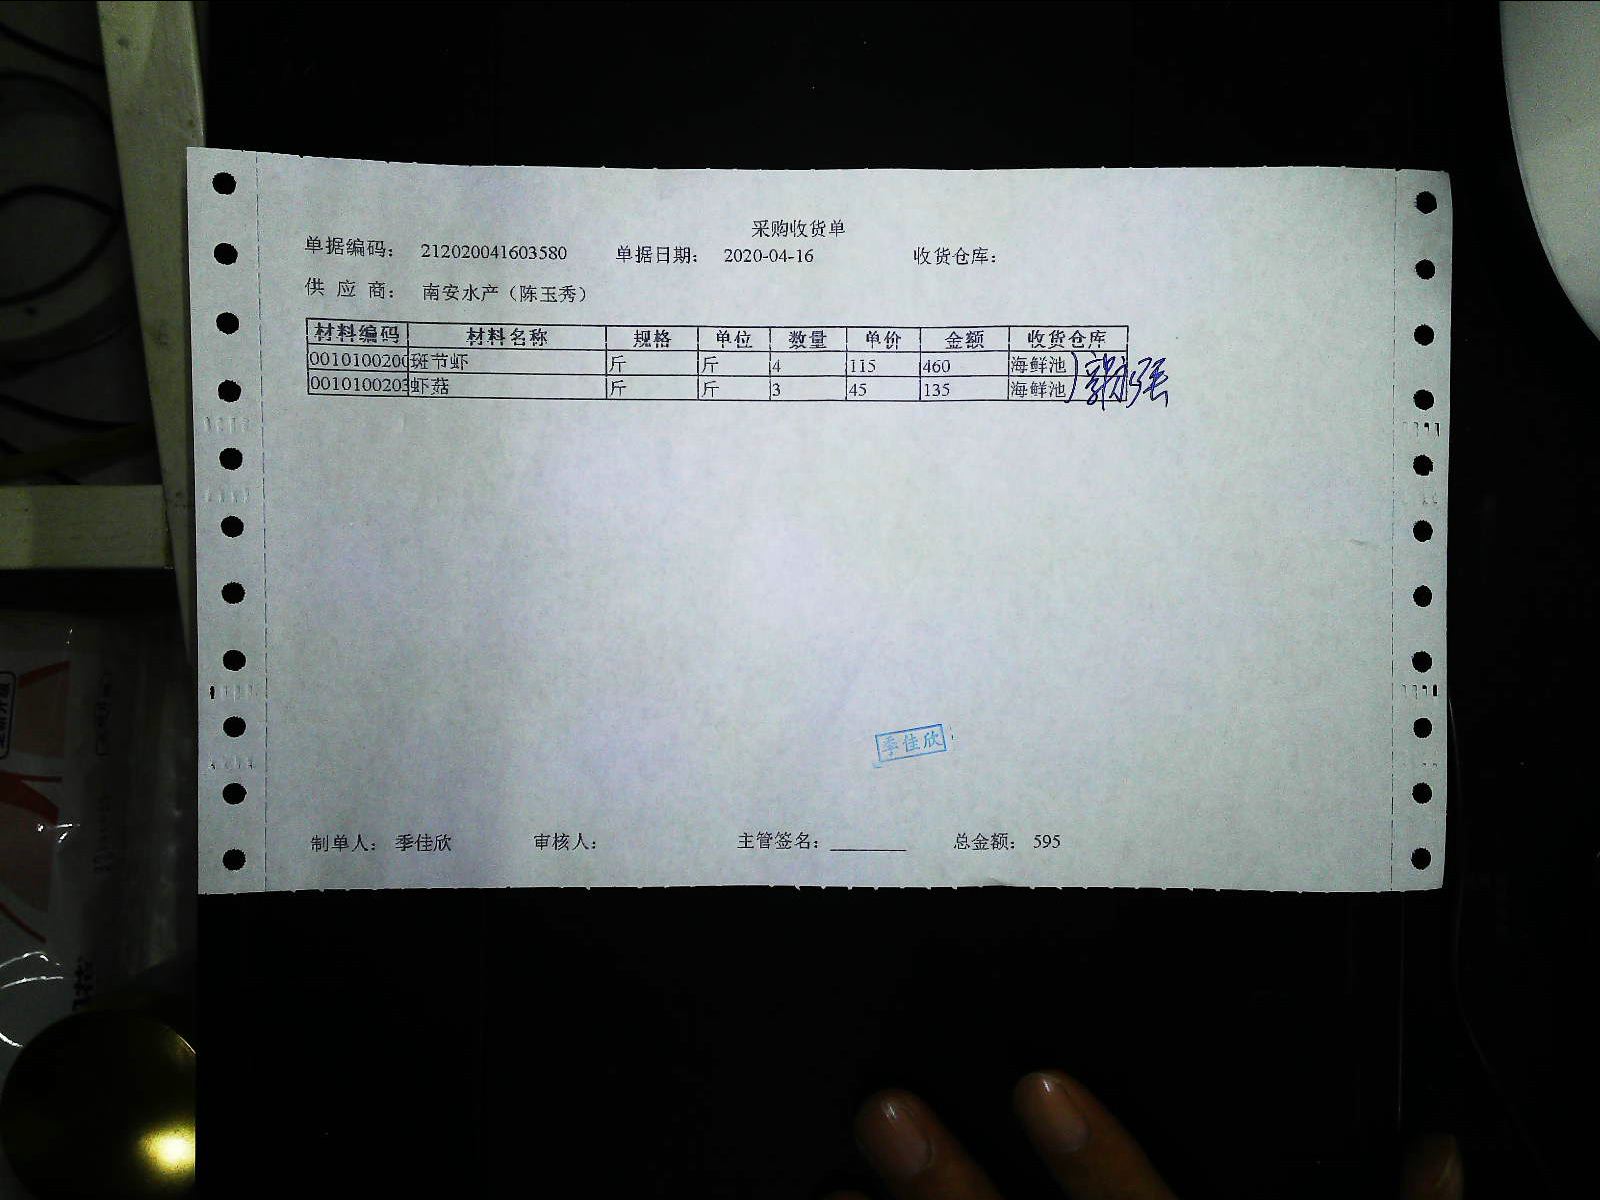 采购收货单
单据编码： 212020041603580 单据日期： 2020-04-16 收货仓库：
供 应 商： 南安水产（陈玉秀）
材料编码 材料名称 规格 单位 数量 单价 金额 收货仓库
0010100200 斑节虾 斤 斤 4 115 460 海鲜池
0010100203 虾菇 斤 斤 3 45 135 海鲜池
季佳欣
制单人： 季佳欣 审核人： 主管签名：________ 总金额： 595